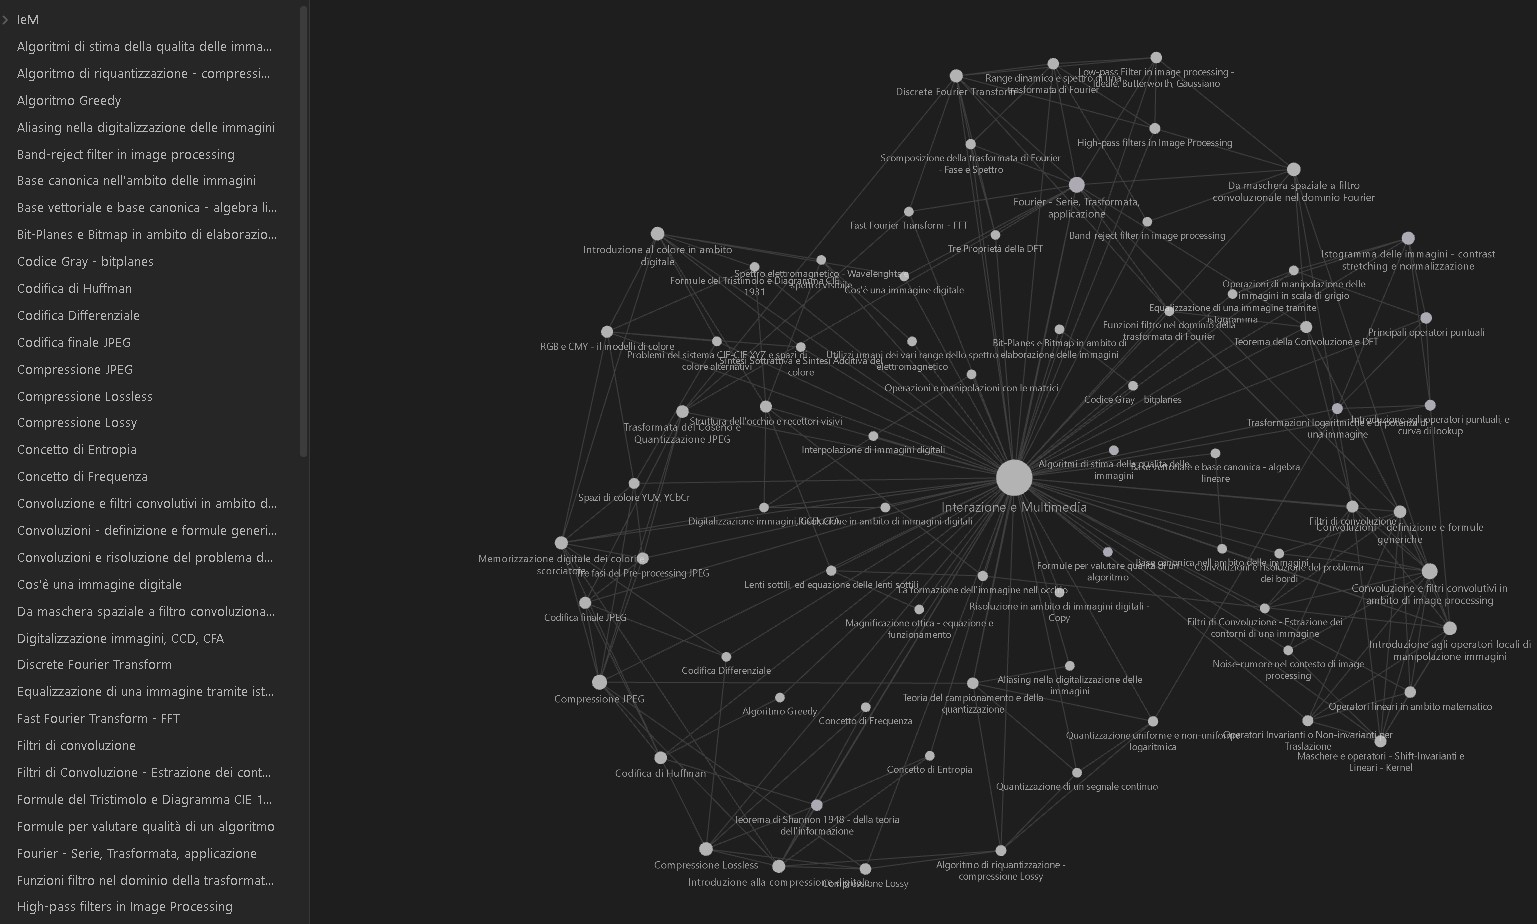 IeM
Algoritmi di stima della qualita delle imma...
Algoritmo di riquantizzazione - compressi...
Algoritmo Greedy
Aliasing nella digitalizzazione delle immagini
Band-reject filter in image processing
Base canonica nell'ambito delle immagini
Base vettoriale e base canonica - algebra li...
Bit-Planes e Bitmap in ambito di elaborazio...
Codice Gray - bitplanes
Codifica di Huffman
Codifica Differenziale
Codifica finale JPEG
Compressione JPEG
Compressione Lossless
Compressione Lossy
Concetto di Entropia
Concetto di Frequenza
Convoluzione e filtri convolutivi in ambito d...
Convoluzioni - definizione e formule generi...
Convoluzioni e risoluzione del problema d...
Cos'è una immagine digitale
Da maschera spaziale a filtro convoluziona...
Digitalizzazione immagini, CCD, CFA
Discrete Fourier Transform
Equalizzazione di una immagine tramite ist...
Fast Fourier Transform - FFT
Filtri di convoluzione
Filtri di Convoluzione - Estrazione dei cont...
Formule del Tristimolo e Diagramma CIE 1...
Formule per valutare qualità di un algoritmo
Fourier - Serie, Trasformata, applicazione
Funzioni filtro nel dominio della trasformat...
High-pass filters in Image Processing
Discrete Fourier Transform
Range dinamico e spettro di una
trasformata di Fourier
Low-pass Filter in image processing -
Ideale, Butterworth, Gaussiano
High-pass filters in Image Processing
Scomposizione della trasformata di Fourier
- Fase e Spettro
Da maschera spaziale a filtro
convoluzionale nel dominio Fourier
Fourier - Serie, Trasformata,
applicazione
Fast Fourier Transform - FFT
Band-reject filter in image processing
Tre Proprietà della DFT
Introduzione al colore in ambito
digitale
Istogramma delle immagini - contrast
stretching e normalizzazione
Spettro elettromagnetico - Wavelenghts
spettro visibile
Formule del Tristimolo e Diagramma CIE
1931
Cos'è una immagine digitale
Operazioni di manipolazione delle
immagini in scala di grigio
Equalizzazione di una immagine tramite
istogramma
Funzioni filtro nel dominio della
trasformata di Fourier
Principali operatori puntuali
Teorema della Convoluzione e DFT
RGB e CMY - il modelli di colore
Problemi del sistema CIE-CIE XYZ e spazi di
colore alternativi
Sintesi Sottrattiva e Sintesi Additiva del
colore
Utilizzi umani dei vari range dello spettro
elettromagnetico
Bit-Planes e Bitmap in ambito di
elaborazione delle immagini
Operazioni e manipolazioni con le matrici
Codice Gray - bitplanes
Trasformata del Coseno e
Quantizzazione JPEG
Struttura dell'occhio e recettori visivi
Trasformazioni logaritmiche e di potenza di
una immagine
Introduzione agli operatori puntuali, e
curva di lookup
Interpolazione di immagini digitali
Algoritmi di stima della qualita delle
immagini
Base vettoriale e base canonica - algebra
lineare
Spazi di colore YUV, YCbCr
Interazione e Multimedia
Digitalizzazione immagini, CCD, CFA
Risoluzione in ambito di immagini digitali
Filtri di convoluzione
Convoluzioni - definizione e formule
generiche
Memorizzazione digitale dei colori
scorciatoie
Tre fasi del Pre-processing JPEG
Formule per valutare qualità di un
algoritmo
Base canonica nell'ambito delle immagini
Convoluzioni e risoluzione del problema
dei bordi
Lenti sottili, ed equazione delle lenti sottili
La formazione dell'immagine nell'occhio
Convoluzione e filtri convolutivi in
ambito di image processing
Codifica finale JPEG
Magnificazione ottica - equazione e
funzionamento
Risoluzione in ambito di immagini digitali -
Copy
Filtri di Convoluzione - Estrazione dei
contorni di una immagine
Introduzione agli operatori locali di
manipolazione immagini
Codifica Differenziale
Noise-rumore nel contesto di image
processing
Compressione JPEG
Algoritmo Greedy
Concetto di Frequenza
Teoria del campionamento e della
quantizzazione
Aliasing nella digitalizzazione delle
immagini
Operatori lineari in ambito matematico
Quantizzazione uniforme e non-uniforme
logaritmica
Operatori Invarianti o Non-invarianti per
Traslazione
Maschere e operatori - Shift-Invarianti e
Lineari - Kernel
Codifica di Huffman
Concetto di Entropia
Quantizzazione di un segnale continuo
Teorema di Shannon 1948 - della teoria
dell'informazione
Compressione Lossless
Introduzione alla compressione digitale
Compressione Lossy
Algoritmo di riquantizzazione -
compressione Lossy